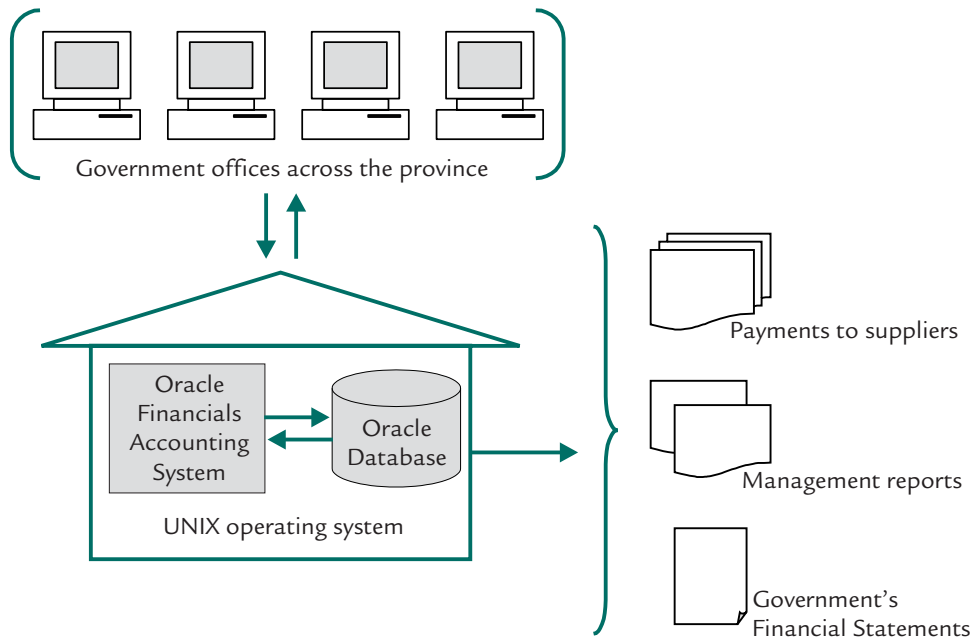 Government offices across the province
Oracle
Financials
Accounting
System
Oracle
Database
UNIX operating system
Payments to suppliers
Management reports
Government’s
Financial Statements